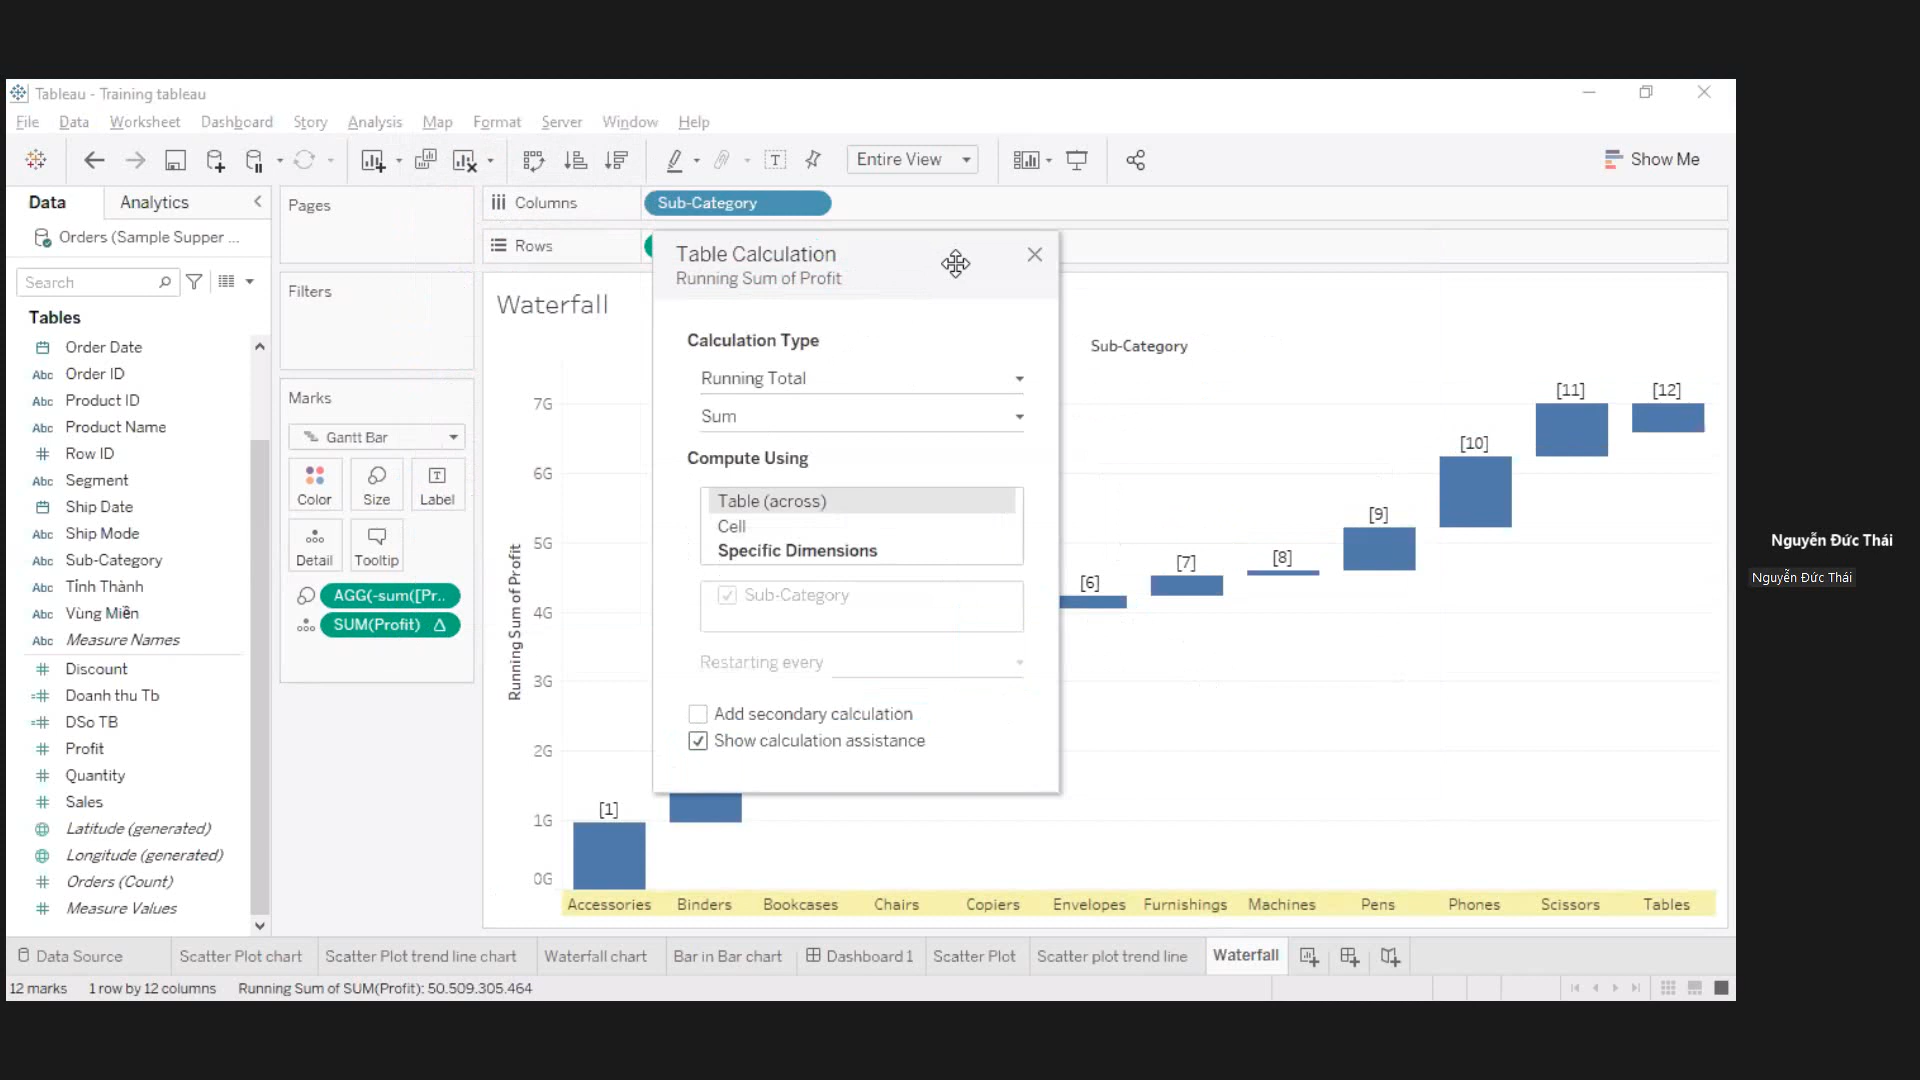 Tableau - Training tableau
File Data Worksheet Dashboard Story Analysis Map Format Server Window Help
Entire View
Show Me
Data Analytics
Orders (Sample Supper ...
Search
Tables
Order Date
Abc Order ID
Abc Product ID
Abc Product Name
# Row ID
Abc Segment
Ship Date
Abc Ship Mode
Abc Sub-Category
Abc Tỉnh Thành
Abc Vùng Miền
Abc Measure Names
# Discount
=# Doanh thu Tb
=# DSo TB
# Profit
# Quantity
# Sales
Latitude (generated)
Longitude (generated)
# Orders (Count)
# Measure Values
Pages
Filters
Marks
Gantt Bar
Color Size Label
Detail Tooltip
AGG(-sum([Pr..
SUM(Profit) Δ
Columns Sub-Category
Rows
Waterfall
Table Calculation
Running Sum of Profit
Calculation Type
Running Total
Sum
Compute Using
Table (across)
Cell
Specific Dimensions
Sub-Category
Restarting every
Add secondary calculation
Show calculation assistance
Sub-Category
Running Sum of Profit
7G
6G
5G
4G
3G
2G
1G
0G
[1]
[6]
[7]
[8]
[9]
[10]
[11]
[12]
Accessories Binders Bookcases Chairs Copiers Envelopes Furnishings Machines Pens Phones Scissors Tables
Data Source Scatter Plot chart Scatter Plot trend line chart Waterfall chart Bar in Bar chart Dashboard 1 Scatter Plot Scatter plot trend line Waterfall
12 marks 1 row by 12 columns Running Sum of SUM(Profit): 50.509.305.464
Nguyễn Đức Thái
Nguyễn Đức Thái